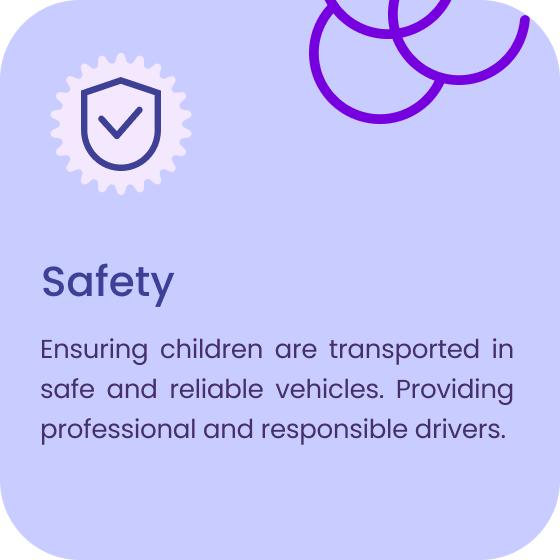 Safety
Ensuring children are transported in
safe and reliable vehicles. Providing
professional and responsible drivers.